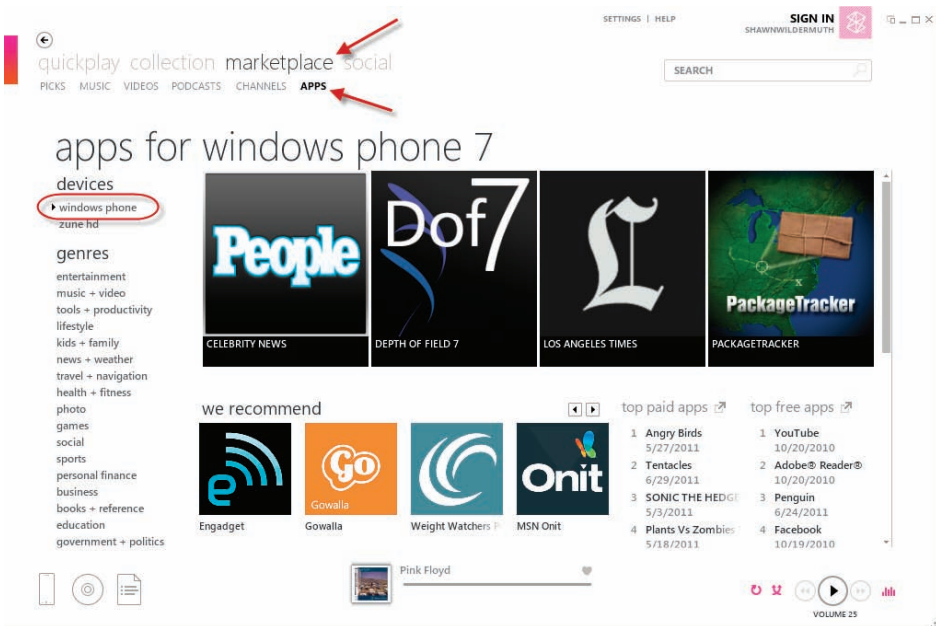 SETTINGS | HELP
SIGN IN
SHAWNWILDERMUTH
quickplay collection marketplace social
SEARCH
PICKS MUSIC VIDEOS PODCASTS CHANNELS APPS
apps for windows phone 7
devices
windows phone
zune hd
genres
entertainment
music + video
tools + productivity
lifestyle
kids + family
news + weather
travel + navigation
health + fitness
photo
games
social
sports
personal finance
business
books + reference
education
government + politics
People
CELEBRITY NEWS
Dof7
DEPTH OF FIELD 7
L
LOS ANGELES TIMES
X
PackageTracker
PACKAGETRACKER
we recommend
e
Engadget
Go
Gowalla
Gowalla
Weight Watchers P
Onit
MSN Onit
top paid apps
1 Angry Birds
5/27/2011
2 Tentacles
6/29/2011
3 SONIC THE HEDGE
5/3/2011
4 Plants Vs Zombies
5/18/2011
top free apps
1 YouTube
10/20/2010
2 Adobe® Reader®
10/20/2010
3 Penguin
6/24/2011
4 Facebook
10/19/2010
Pink Floyd
VOLUME 25